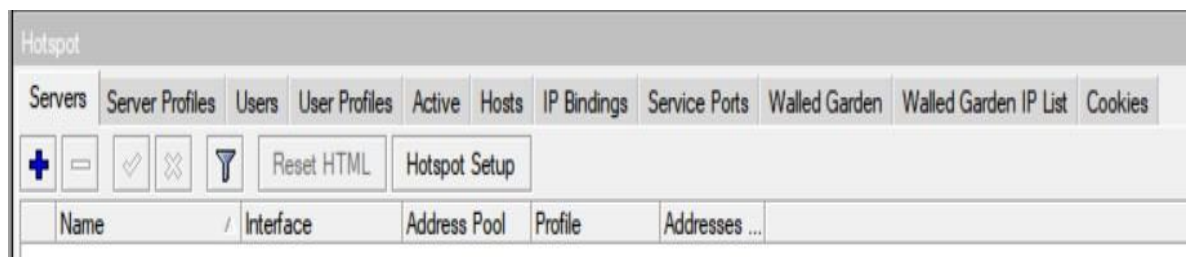 Hotspot
Servers Server Profiles Users User Profiles Active Hosts IP Bindings Service Ports Walled Garden Walled Garden IP List Cookies
Reset HTML Hotspot Setup
Name / Interface Address Pool Profile Addresses ...